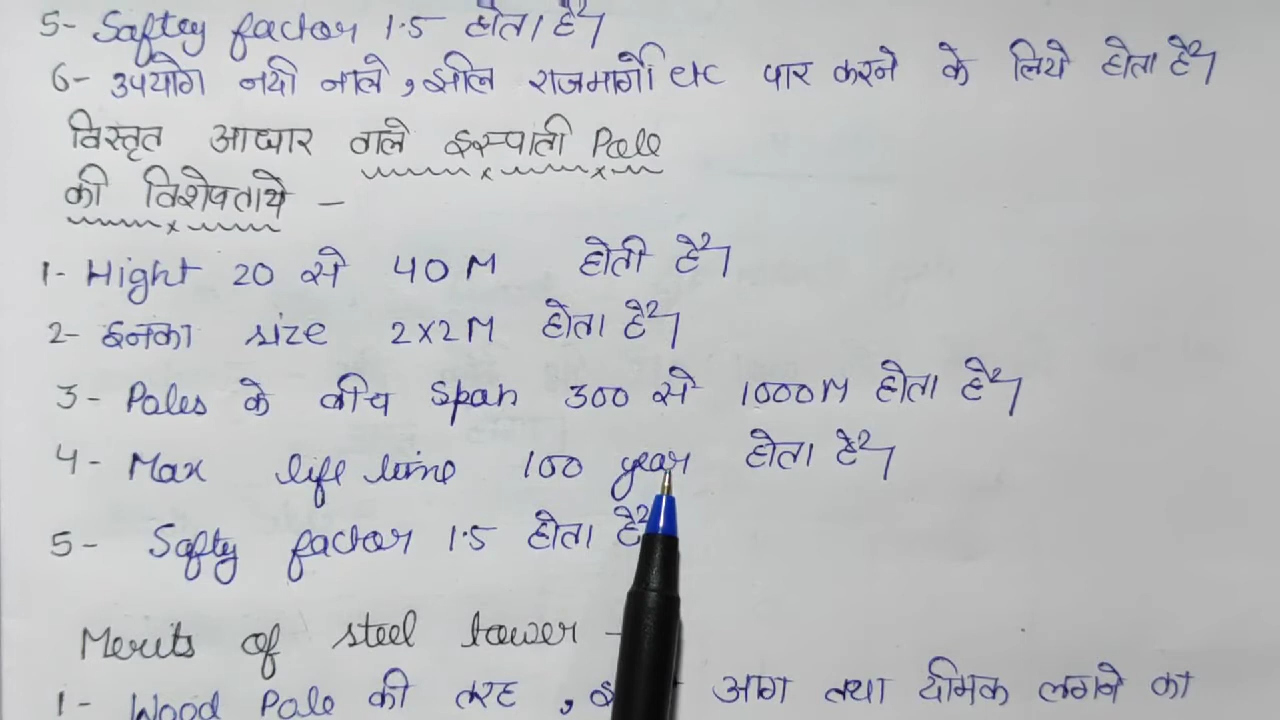 5- Saftey factor 1.5 होता है
6- उपयोग नदी नाले , झील राजमार्गो etc पार करने के लिये होता है
विस्तृत आधार वाले इस्पाती Pole
की विशेषताये -
1- Hight 20 से 40 M होती है
2- इनका size 2x2 M होता है
3- Poles के बीच span 300 से 1000M होता है
4- Max life time 100 year होता है
5- Safty factor 1.5 होता है
Merits of steel tower -
1- Wood Pole की तरह , आग तथा दीमक लगने का